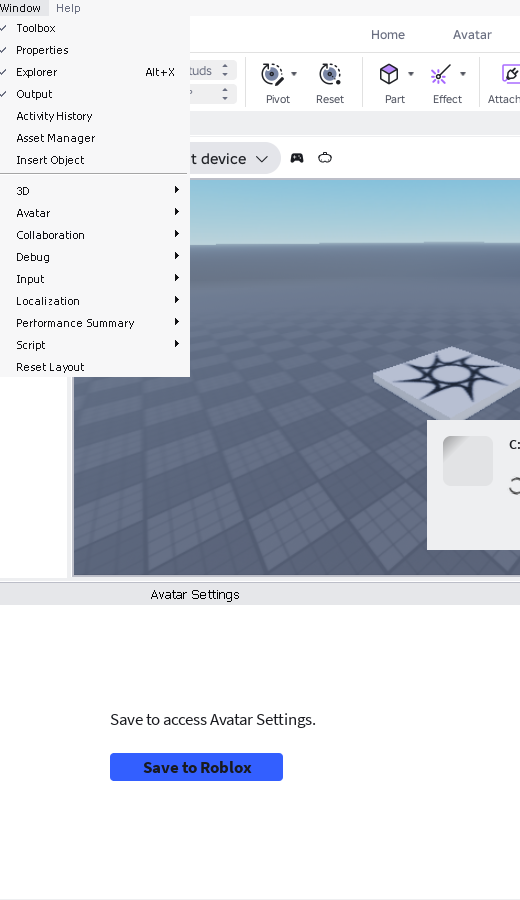 Window Help
Toolbox
Properties
Explorer Alt+X
Output
Activity History
Asset Manager
Insert Object
3D
Avatar
Collaboration
Debug
Input
Localization
Performance Summary
Script
Reset Layout
Home Avatar
tuds
Pivot Reset Part Effect Attach
t device
C:
Avatar Settings
Save to access Avatar Settings.
Save to Roblox